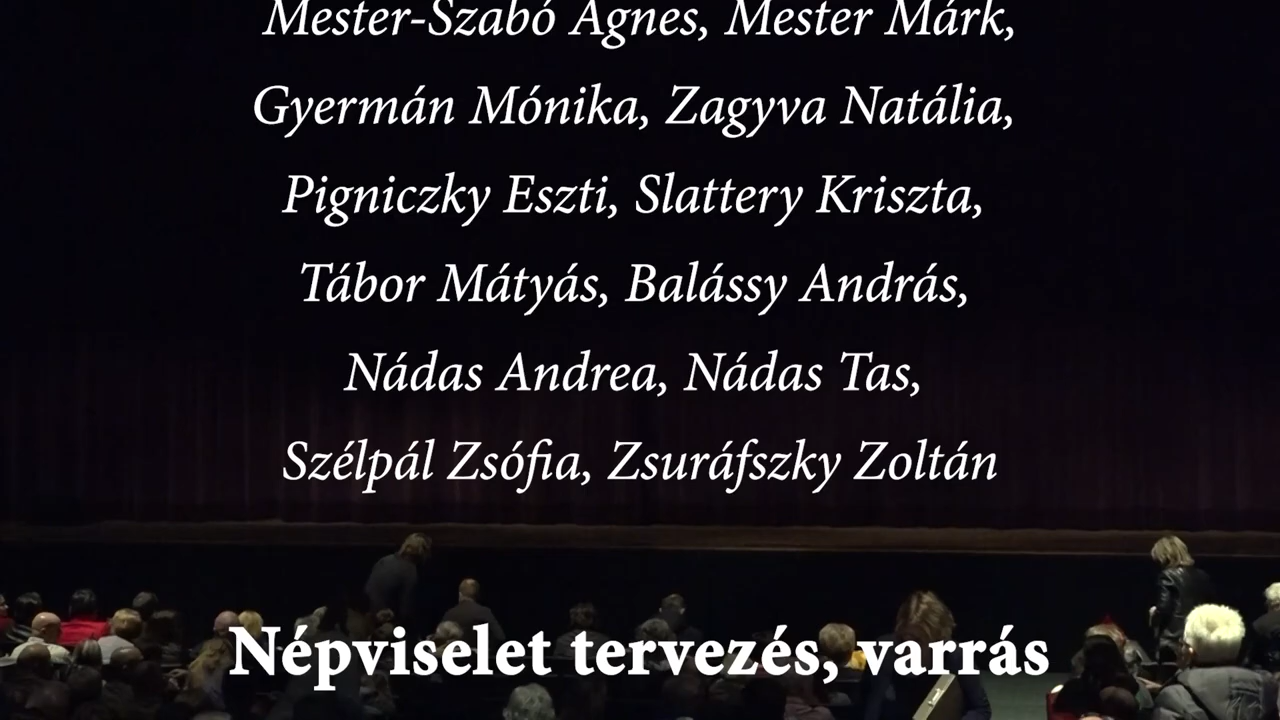 Mester-Szabó Ágnes, Mester Márk,
Gyermán Mónika, Zagyva Natália,
Pigniczky Eszti, Slattery Kriszta,
Tábor Mátyás, Balássy András,
Nádas Andrea, Nádas Tas,
Szélpál Zsófia, Zsuráfszky Zoltán
Népviselet tervezés, varrás